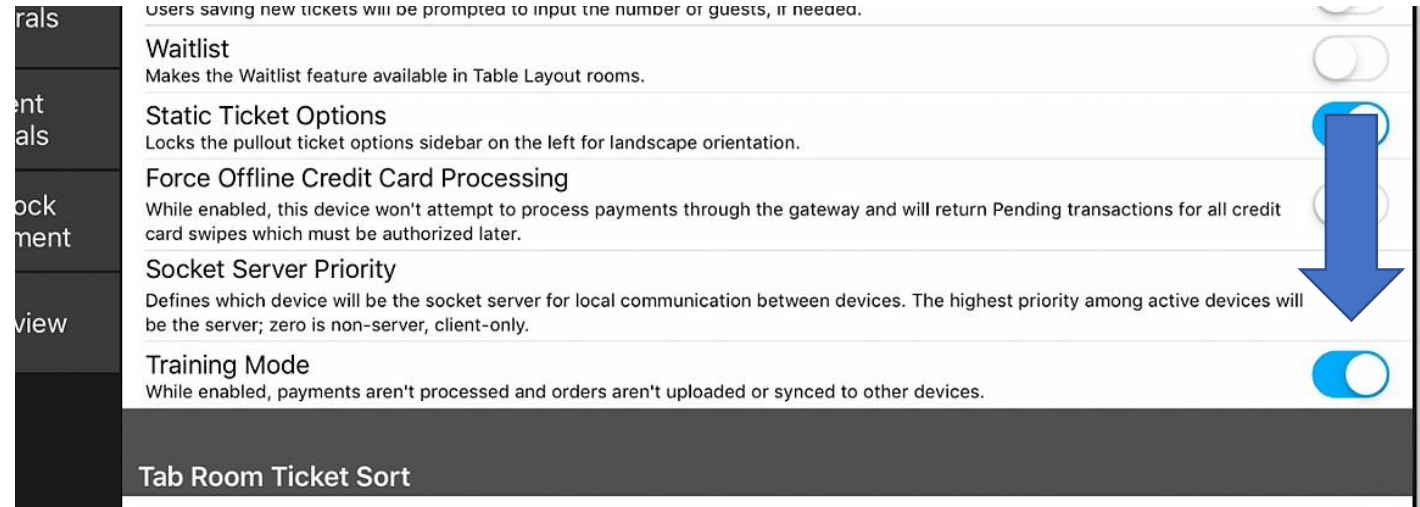 rals
Users saving new tickets will be prompted to input the number of guests, if needed.
Waitlist
Makes the Waitlist feature available in Table Layout rooms.
ent
als
Static Ticket Options
Locks the pullout ticket options sidebar on the left for landscape orientation.
ock
ment
Force Offline Credit Card Processing
While enabled, this device won't attempt to process payments through the gateway and will return Pending transactions for all credit
card swipes which must be authorized later.
view
Socket Server Priority
Defines which device will be the socket server for local communication between devices. The highest priority among active devices will
be the server; zero is non-server, client-only.
Training Mode
While enabled, payments aren't processed and orders aren't uploaded or synced to other devices.
Tab Room Ticket Sort